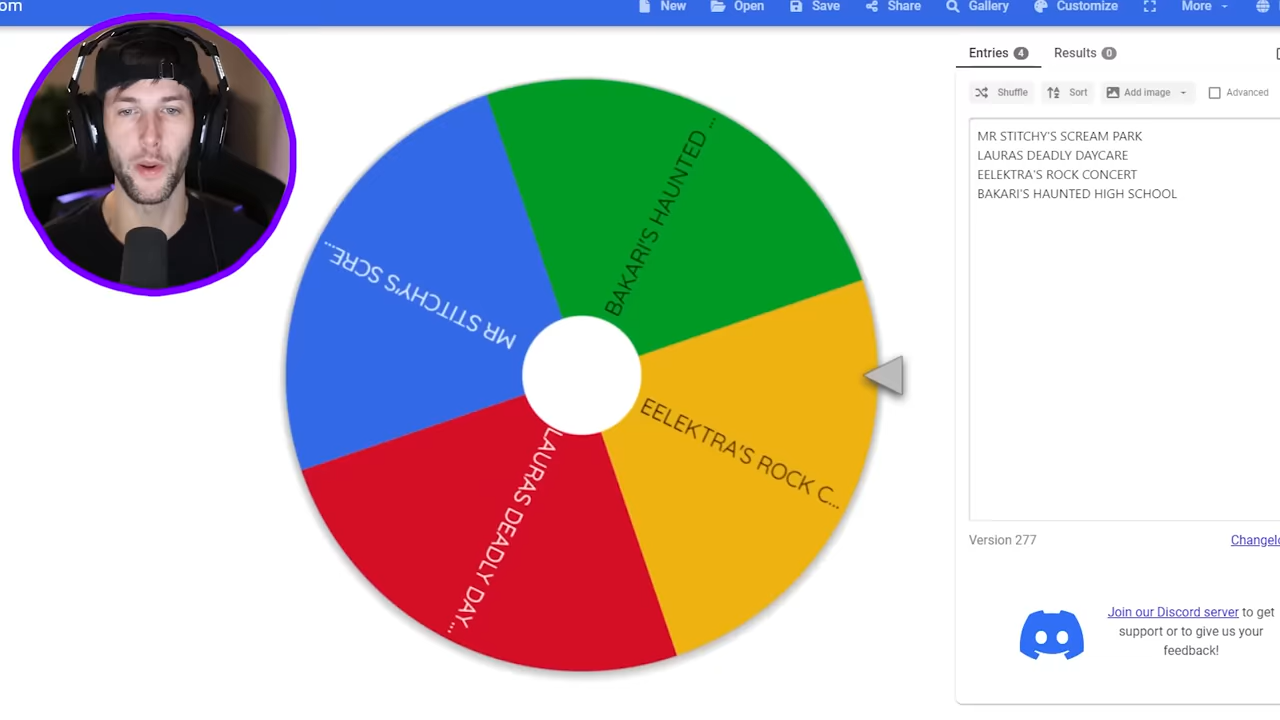 om
New Open Save Share Gallery Customize More
Entries 4 Results 0
Shuffle Sort Add image Advanced
MR STITCHY'S SCREAM PARK
LAURAS DEADLY DAYCARE
EELEKTRA'S ROCK CONCERT
BAKARI'S HAUNTED HIGH SCHOOL
BAKARI'S HAUNTED ...
MR STITCHY'S SCRE...
EELEKTRA'S ROCK C...
LAURAS DEADLY DAY...
Version 277 Changelo
Join our Discord server to get
support or to give us your
feedback!